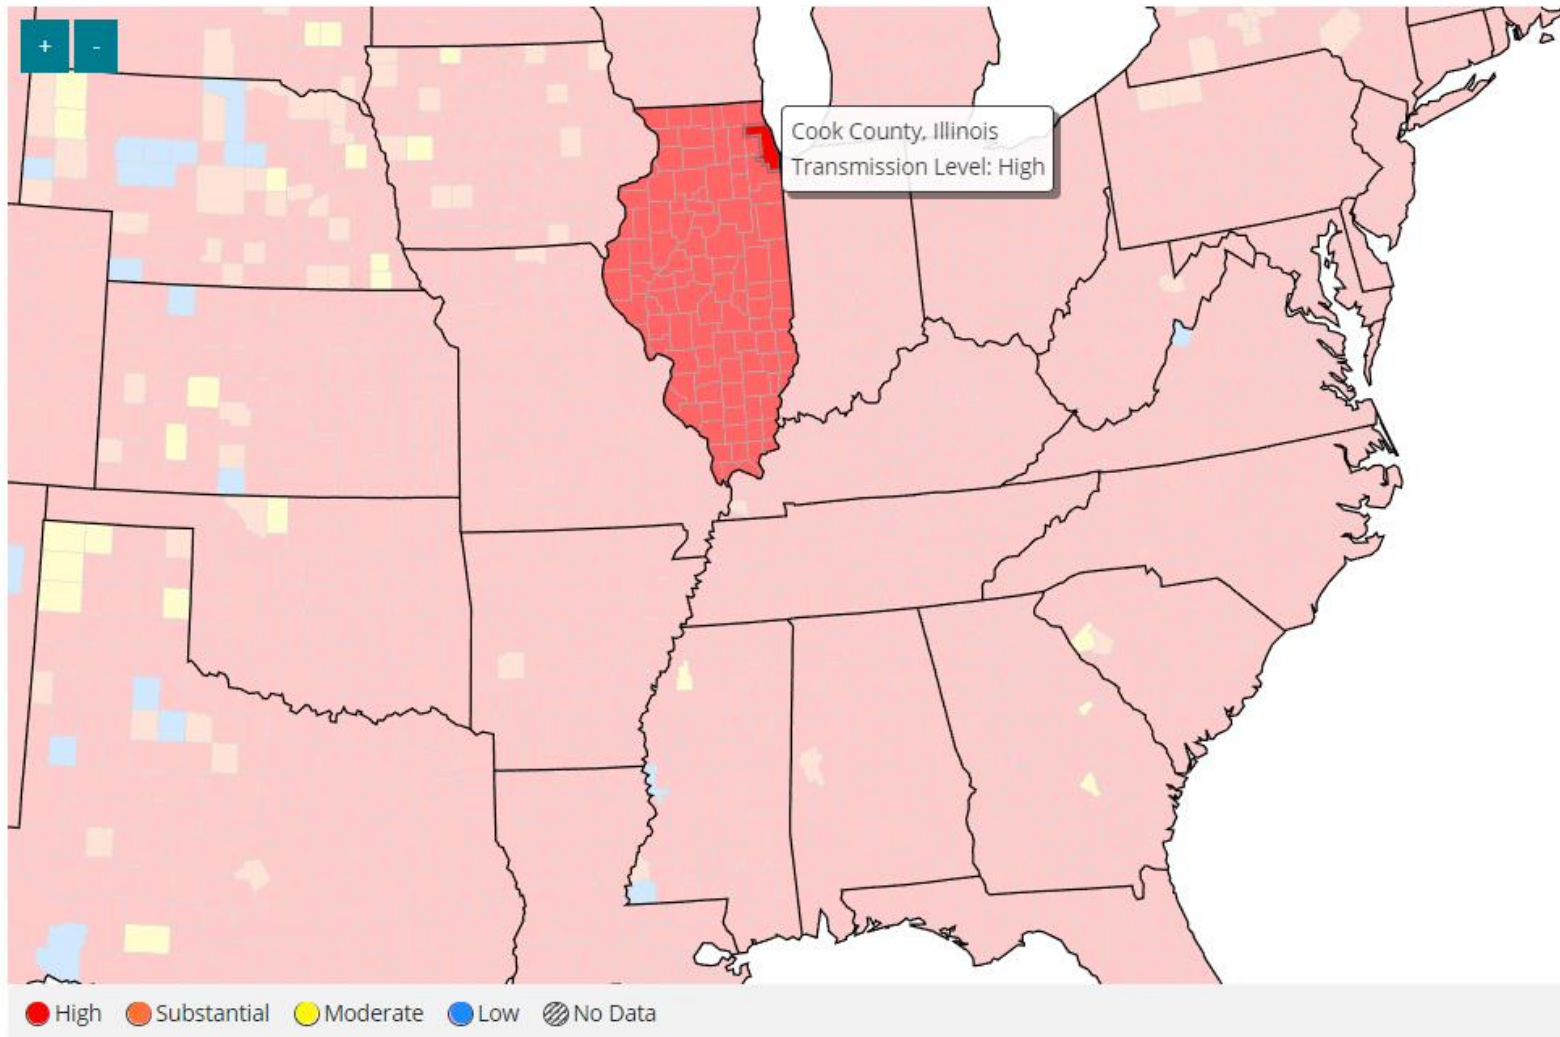 + -
Cook County, Illinois
Transmission Level: High
High Substantial Moderate Low No Data